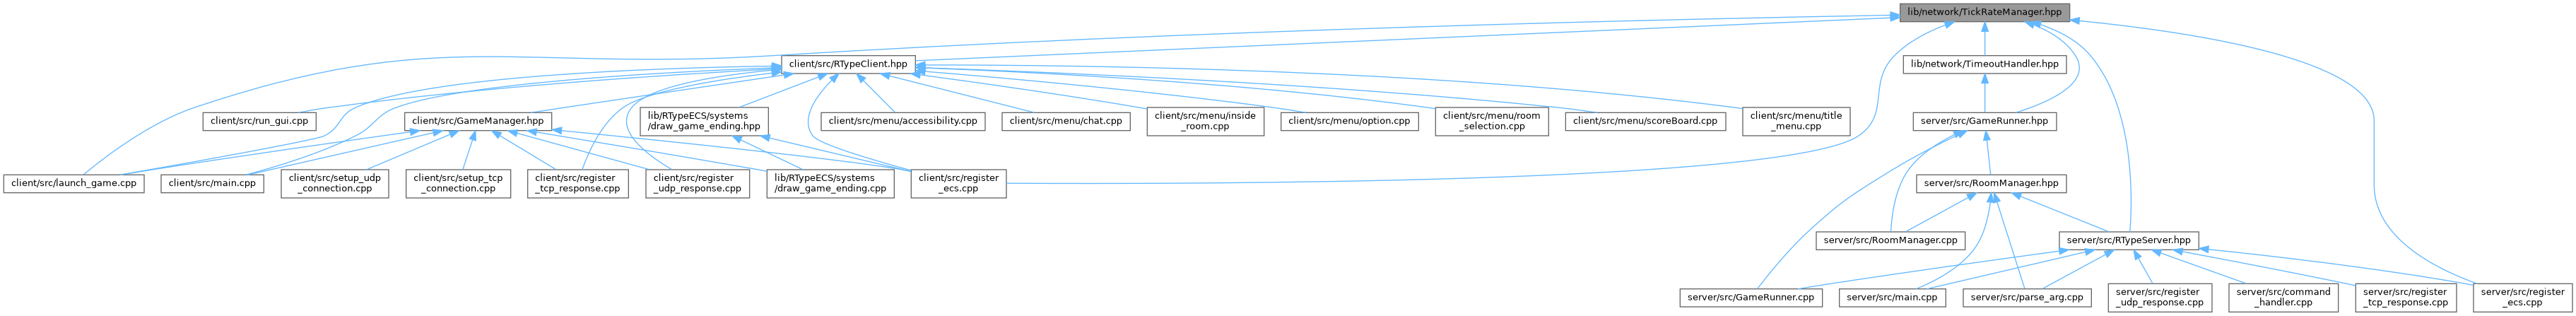 lib/network/TickRateManager.hpp
client/src/RTypeClient.hpp
lib/network/TimeoutHandler.hpp
client/src/run_gui.cpp
client/src/GameManager.hpp
lib/RTypeECS/systems
/draw_game_ending.hpp
client/src/menu/accessibility.cpp
client/src/menu/chat.cpp
client/src/menu/inside
_room.cpp
client/src/menu/option.cpp
client/src/menu/room
_selection.cpp
client/src/menu/scoreBoard.cpp
client/src/menu/title
_menu.cpp
server/src/GameRunner.hpp
client/src/launch_game.cpp
client/src/main.cpp
client/src/setup_udp
_connection.cpp
client/src/setup_tcp
_connection.cpp
client/src/register
_tcp_response.cpp
client/src/register
_udp_response.cpp
lib/RTypeECS/systems
/draw_game_ending.cpp
client/src/register
_ecs.cpp
server/src/RoomManager.hpp
server/src/RoomManager.cpp
server/src/RTypeServer.hpp
server/src/GameRunner.cpp
server/src/main.cpp
server/src/parse_arg.cpp
server/src/register
_udp_response.cpp
server/src/command
_handler.cpp
server/src/register
_tcp_response.cpp
server/src/register
_ecs.cpp